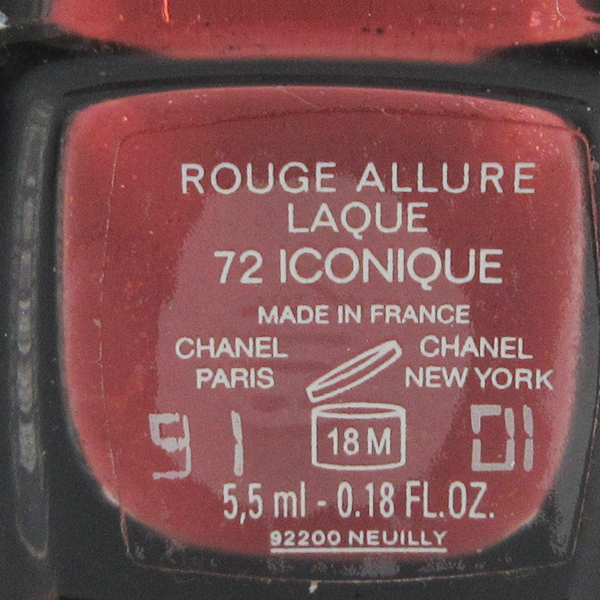 ROUGE ALLURE
LAQUE
72 ICONIQUE
MADE IN FRANCE
CHANEL
PARIS
CHANEL
NEW YORK
18 M
91
5,5 ml - 0.18 FL.OZ.
92200 NEUILLY